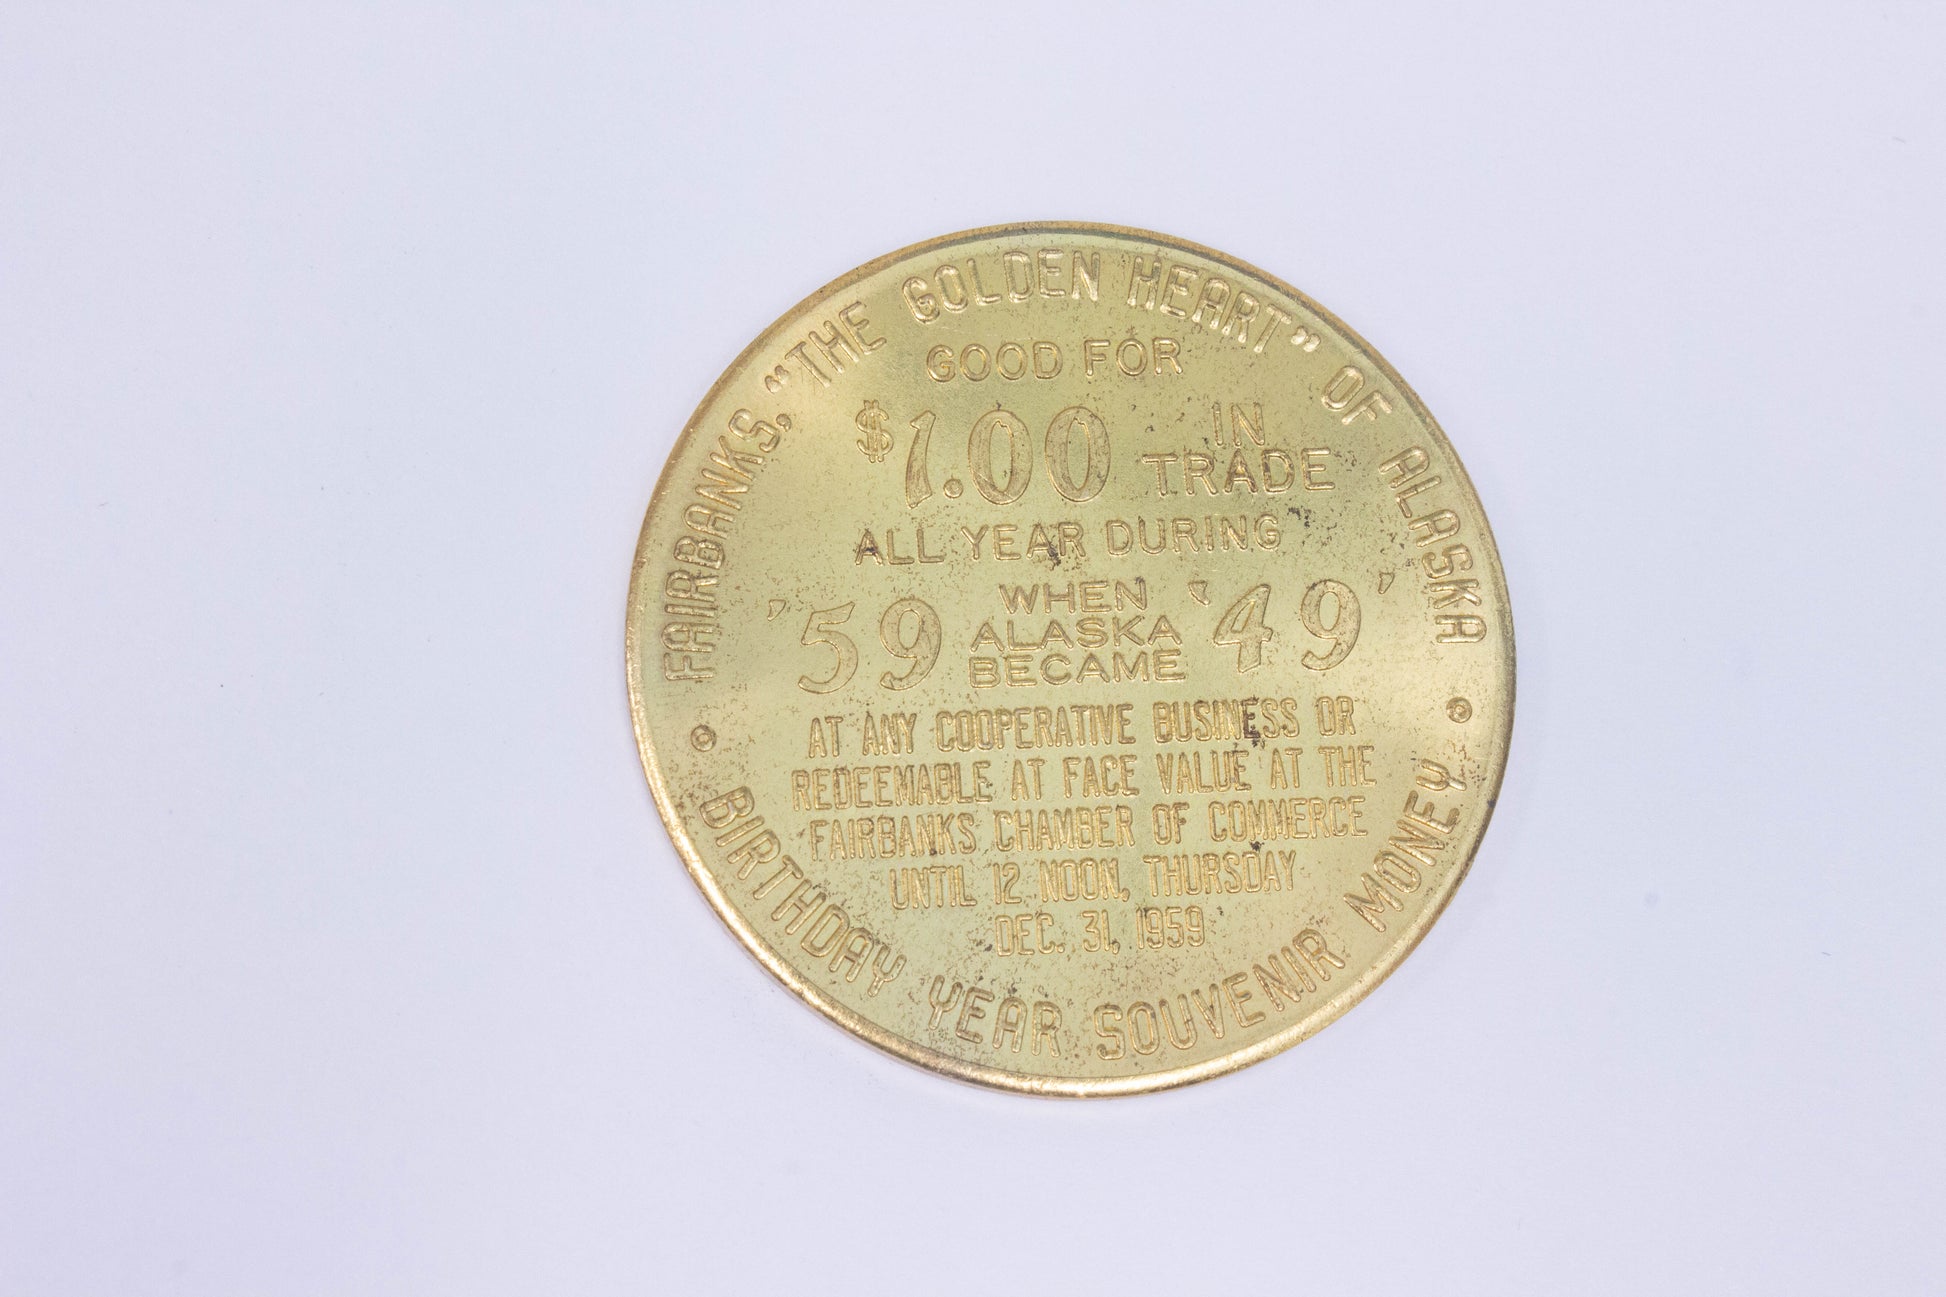 FAIRBANKS, "THE GOLDEN HEART" OF ALASKA
GOOD FOR
$1.00 IN
TRADE
ALL YEAR DURING
'59 WHEN
ALASKA
BECAME '49'
AT ANY COOPERATIVE BUSINESS OR
REDEEMABLE AT FACE VALUE AT THE
FAIRBANKS CHAMBER OF COMMERCE
UNTIL 12 NOON, THURSDAY
DEC. 31, 1959
• BIRTHDAY YEAR SOUVENIR MONEY •